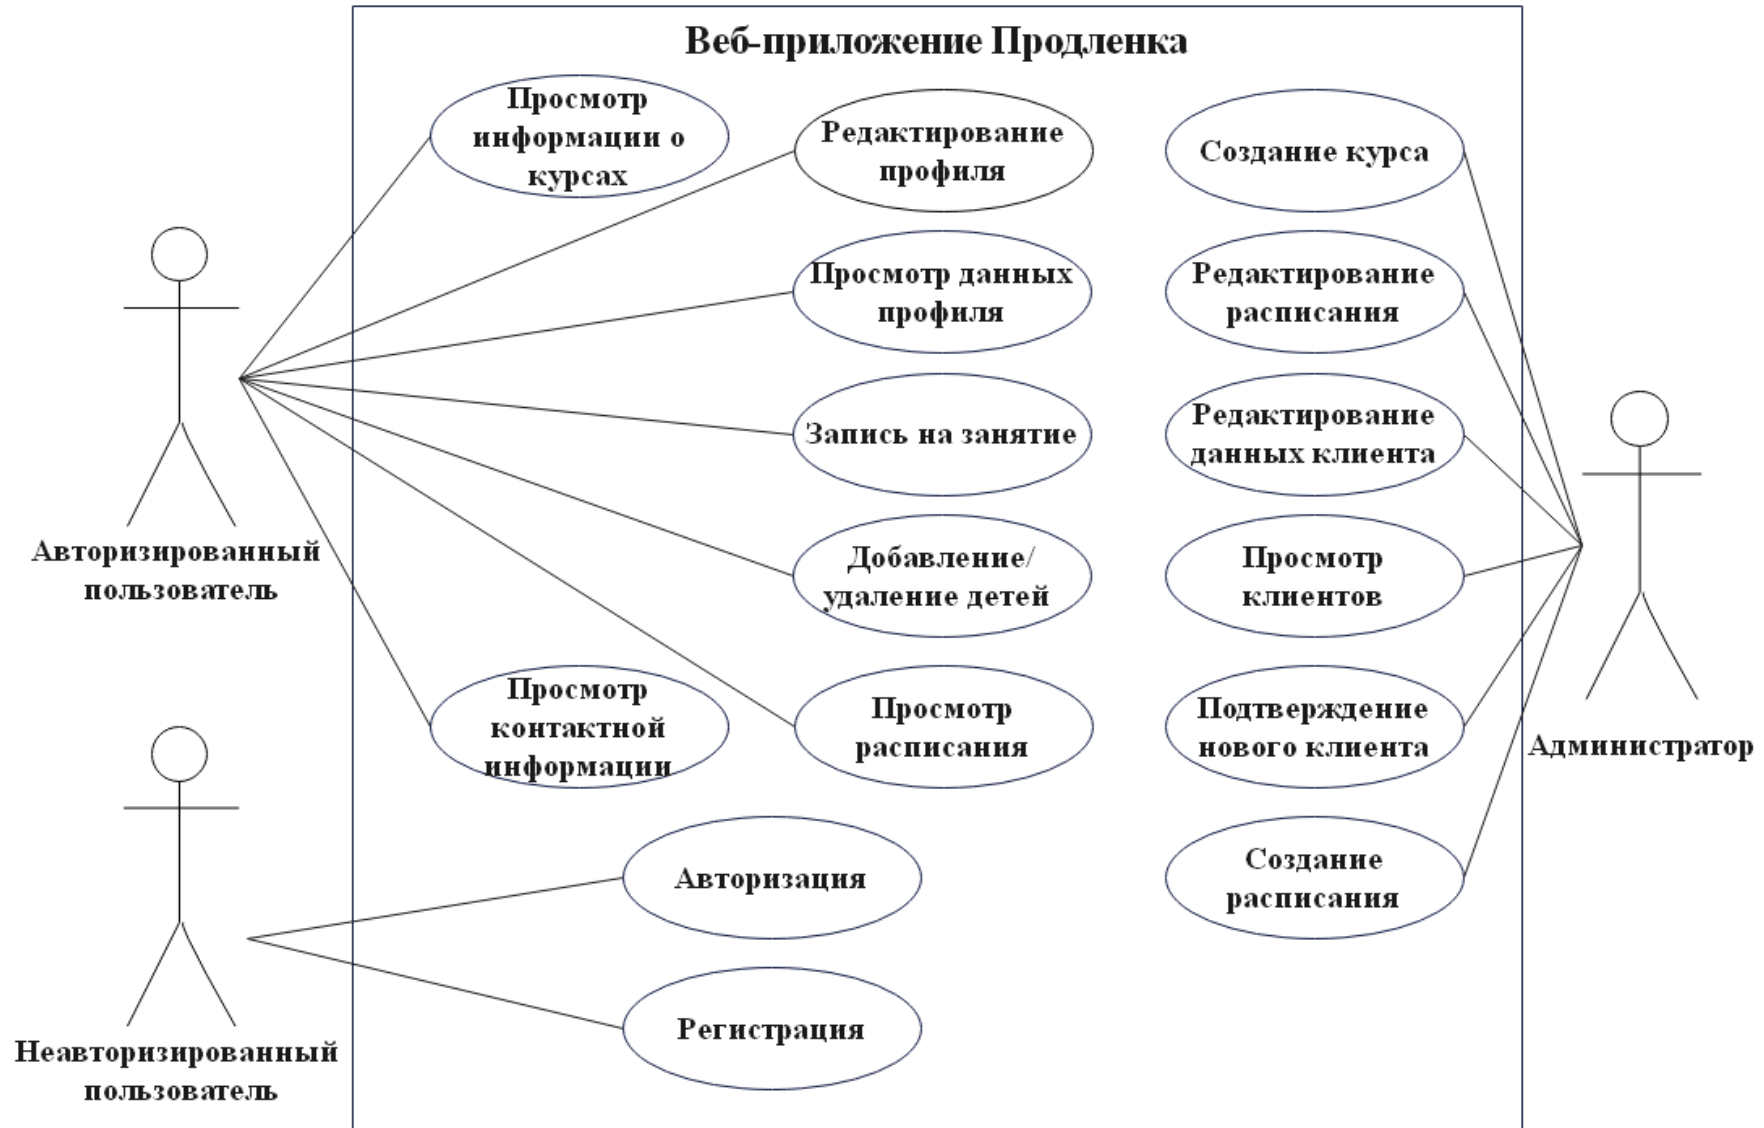 Веб-приложение Продленка
Просмотр
информации о
курсах
Редактирование
профиля
Создание курса
Просмотр данных
профиля
Редактирование
расписания
Запись на занятие
Редактирование
данных клиента
Авторизированный
пользователь
Добавление/
удаление детей
Просмотр
клиентов
Просмотр
контактной
информации
Просмотр
расписания
Подтверждение
нового клиента
Администратор
Авторизация
Создание
расписания
Регистрация
Неавторизированный
пользователь